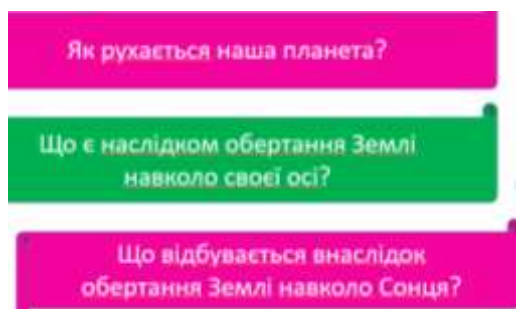 Як рухається наша планета?
Що є наслідком обертання Землі
навколо своєї осі?
Що відбувається внаслідок
обертання Землі навколо Сонця?